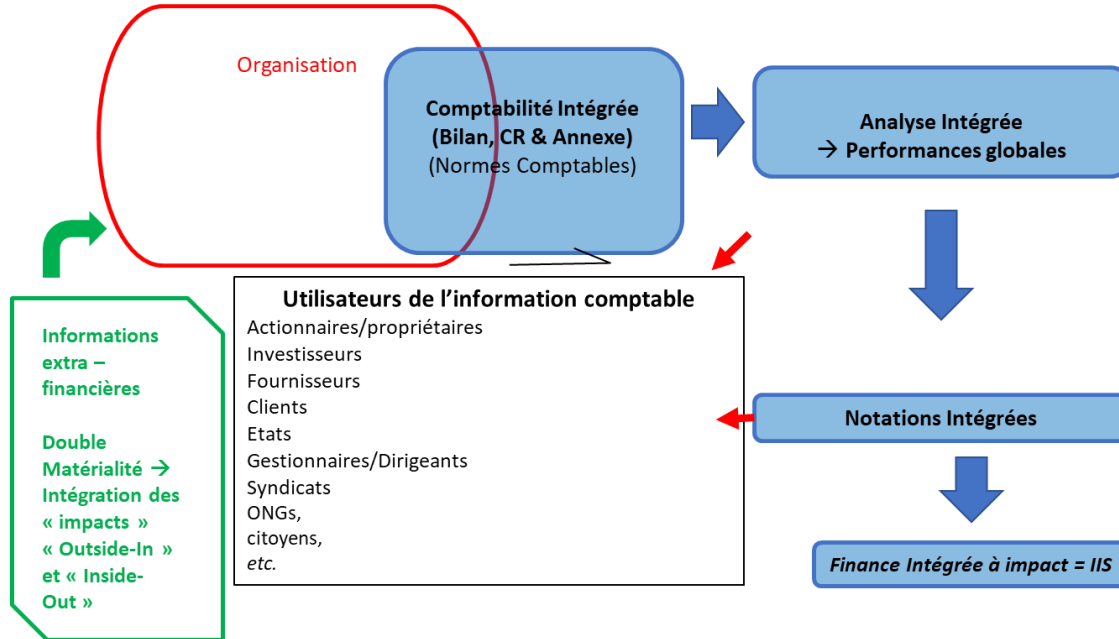 Organisation
Comptabilité Intégrée
(Bilan, CR & Annexe)
(Normes Comptables)
Analyse Intégrée
→ Performances globales
Informations
extra –
financières
Double
Matérialité →
Intégration des
« impacts »
« Outside-In »
et « Inside-
Out »
Utilisateurs de l’information comptable
Actionnaires/propriétaires
Investisseurs
Fournisseurs
Clients
Etats
Gestionnaires/Dirigeants
Syndicats
ONGs,
citoyens,
etc.
Notations Intégrées
Finance Intégrée à impact = IIS